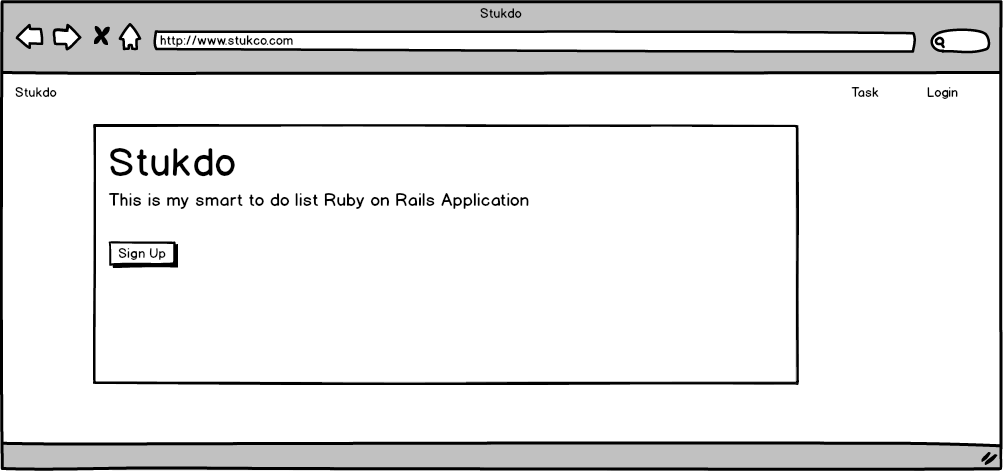 Stukdo
http://www.stukco.com
Stukdo Task Login
Stukdo
This is my smart to do list Ruby on Rails Application
Sign Up